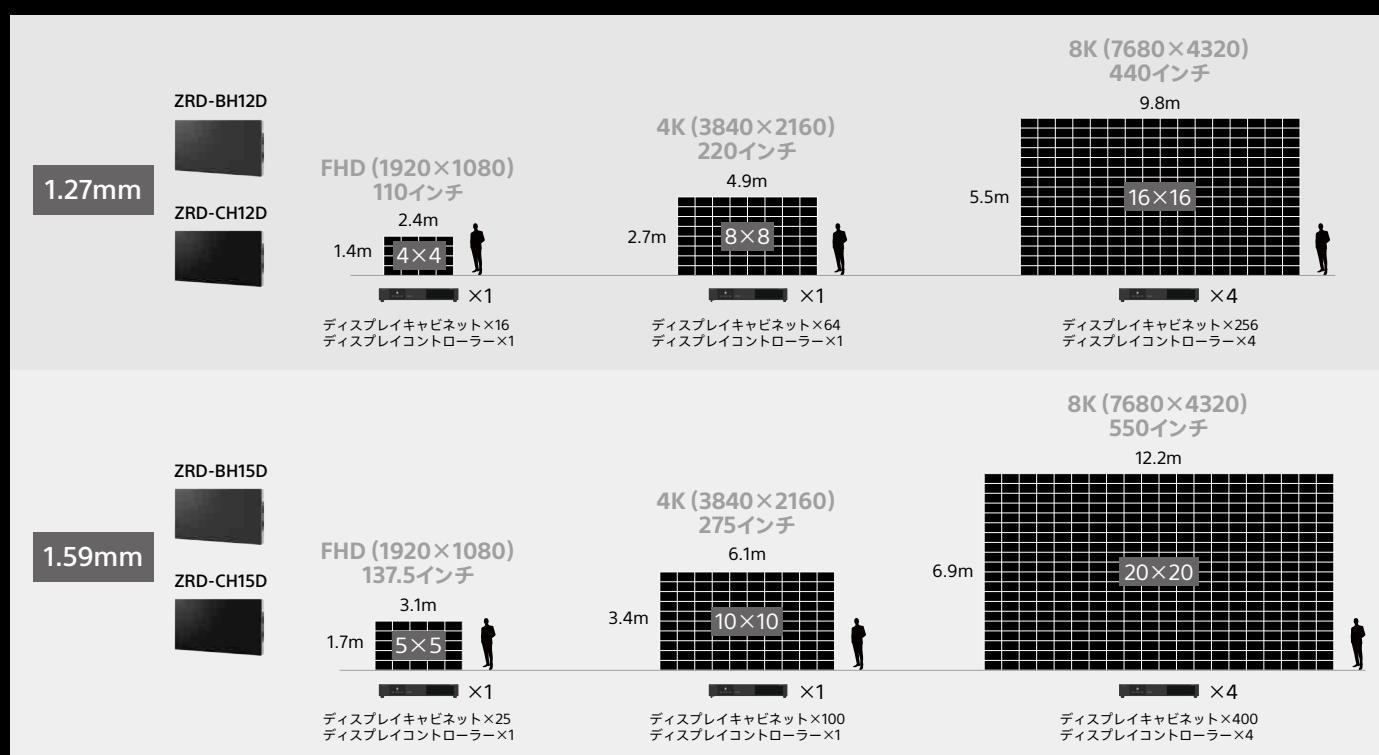 1.27mm
ZRD-BH12D
ZRD-CH12D
FHD (1920×1080)
110インチ
2.4m
1.4m
4×4
×1
ディスプレイキャビネット×16
ディスプレイコントローラー×1
4K (3840×2160)
220インチ
4.9m
2.7m
8×8
×1
ディスプレイキャビネット×64
ディスプレイコントローラー×1
8K (7680×4320)
440インチ
9.8m
5.5m
16×16
×4
ディスプレイキャビネット×256
ディスプレイコントローラー×4
1.59mm
ZRD-BH15D
ZRD-CH15D
FHD (1920×1080)
137.5インチ
3.1m
1.7m
5×5
×1
ディスプレイキャビネット×25
ディスプレイコントローラー×1
4K (3840×2160)
275インチ
6.1m
3.4m
10×10
×1
ディスプレイキャビネット×100
ディスプレイコントローラー×1
8K (7680×4320)
550インチ
12.2m
6.9m
20×20
×4
ディスプレイキャビネット×400
ディスプレイコントローラー×4